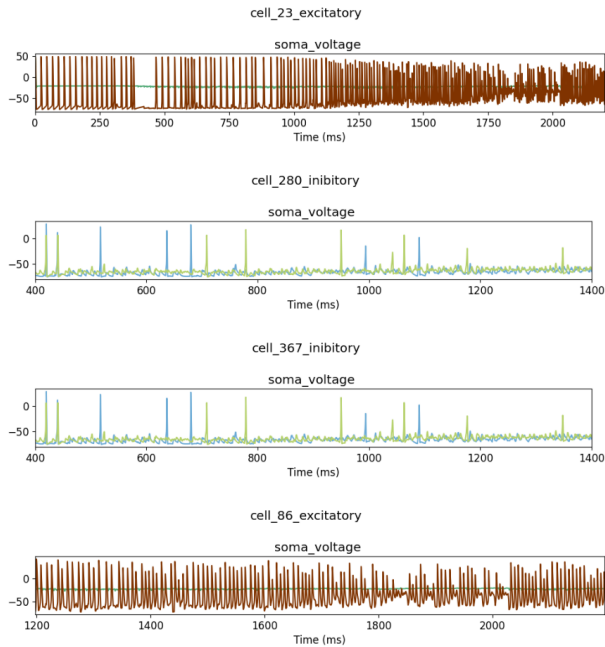 cell_23_excitatory
soma_voltage
50
0
−50
0 250 500 750 1000 1250 1500 1750 2000
Time (ms)
cell_280_inibitory
soma_voltage
0
−50
400 600 800 1000 1200 1400
Time (ms)
cell_367_inibitory
soma_voltage
0
−50
400 600 800 1000 1200 1400
Time (ms)
cell_86_excitatory
soma_voltage
0
−50
1200 1400 1600 1800 2000
Time (ms)